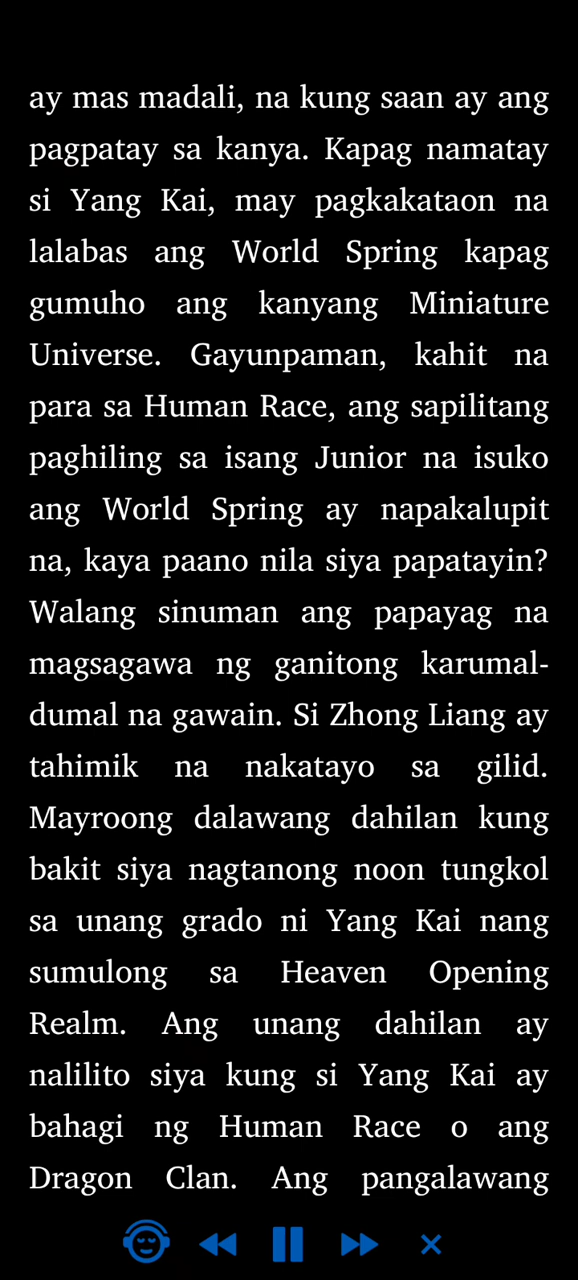 ay mas madali, na kung saan ay ang
pagpatay sa kanya. Kapag namatay
si Yang Kai, may pagkakataon na
lalabas ang World Spring kapag
gumuho ang kanyang Miniature
Universe. Gayunpaman, kahit na
para sa Human Race, ang sapilitang
paghiling sa isang Junior na isuko
ang World Spring ay napakalupit
na, kaya paano nila siya papatayin?
Walang sinuman ang papayag na
magsagawa ng ganitong karumal-
dumal na gawain. Si Zhong Liang ay
tahimik na nakatayo sa gilid.
Mayroong dalawang dahilan kung
bakit siya nagtanong noon tungkol
sa unang grado ni Yang Kai nang
sumulong sa Heaven Opening
Realm. Ang unang dahilan ay
nalilito siya kung si Yang Kai ay
bahagi ng Human Race o ang
Dragon Clan. Ang pangalawang